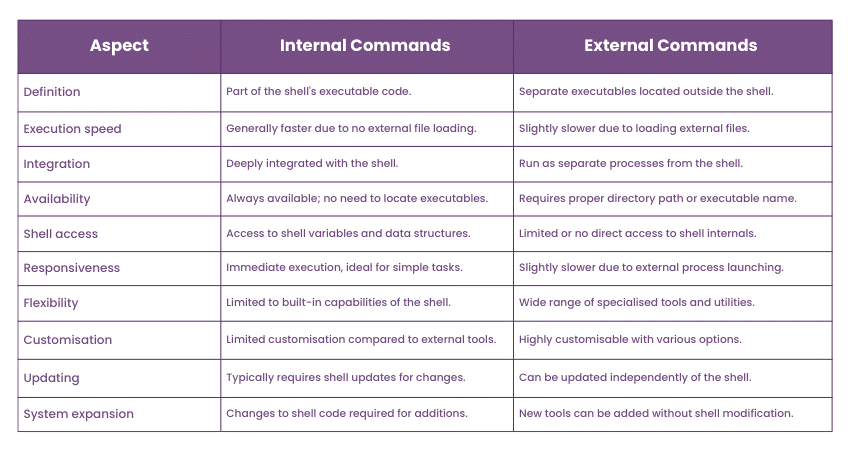 Aspect Internal Commands External Commands
Definition Part of the shell's executable code. Separate executables located outside the shell.
Execution speed Generally faster due to no external file loading. Slightly slower due to loading external files.
Integration Deeply integrated with the shell. Run as separate processes from the shell.
Availability Always available; no need to locate executables. Requires proper directory path or executable name.
Shell access Access to shell variables and data structures. Limited or no direct access to shell internals.
Responsiveness Immediate execution, ideal for simple tasks. Slightly slower due to external process launching.
Flexibility Limited to built-in capabilities of the shell. Wide range of specialised tools and utilities.
Customisation Limited customisation compared to external tools. Highly customisable with various options.
Updating Typically requires shell updates for changes. Can be updated independently of the shell.
System expansion Changes to shell code required for additions. New tools can be added without shell modification.